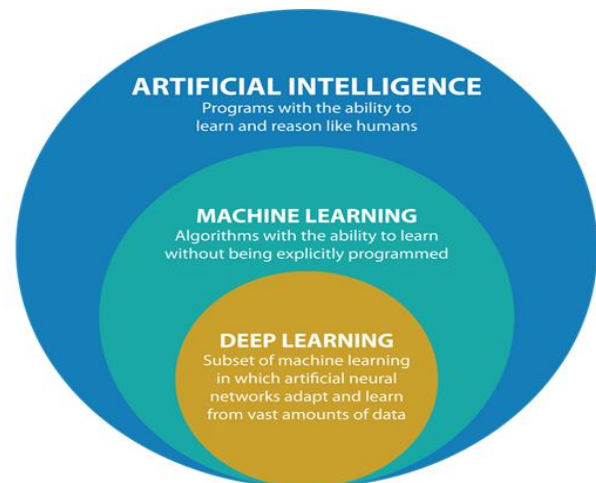 ARTIFICIAL INTELLIGENCE
Programs with the ability to
learn and reason like humans
MACHINE LEARNING
Algorithms with the ability to learn
without being explicitly programmed
DEEP LEARNING
Subset of machine learning
in which artificial neural
networks adapt and learn
from vast amounts of data